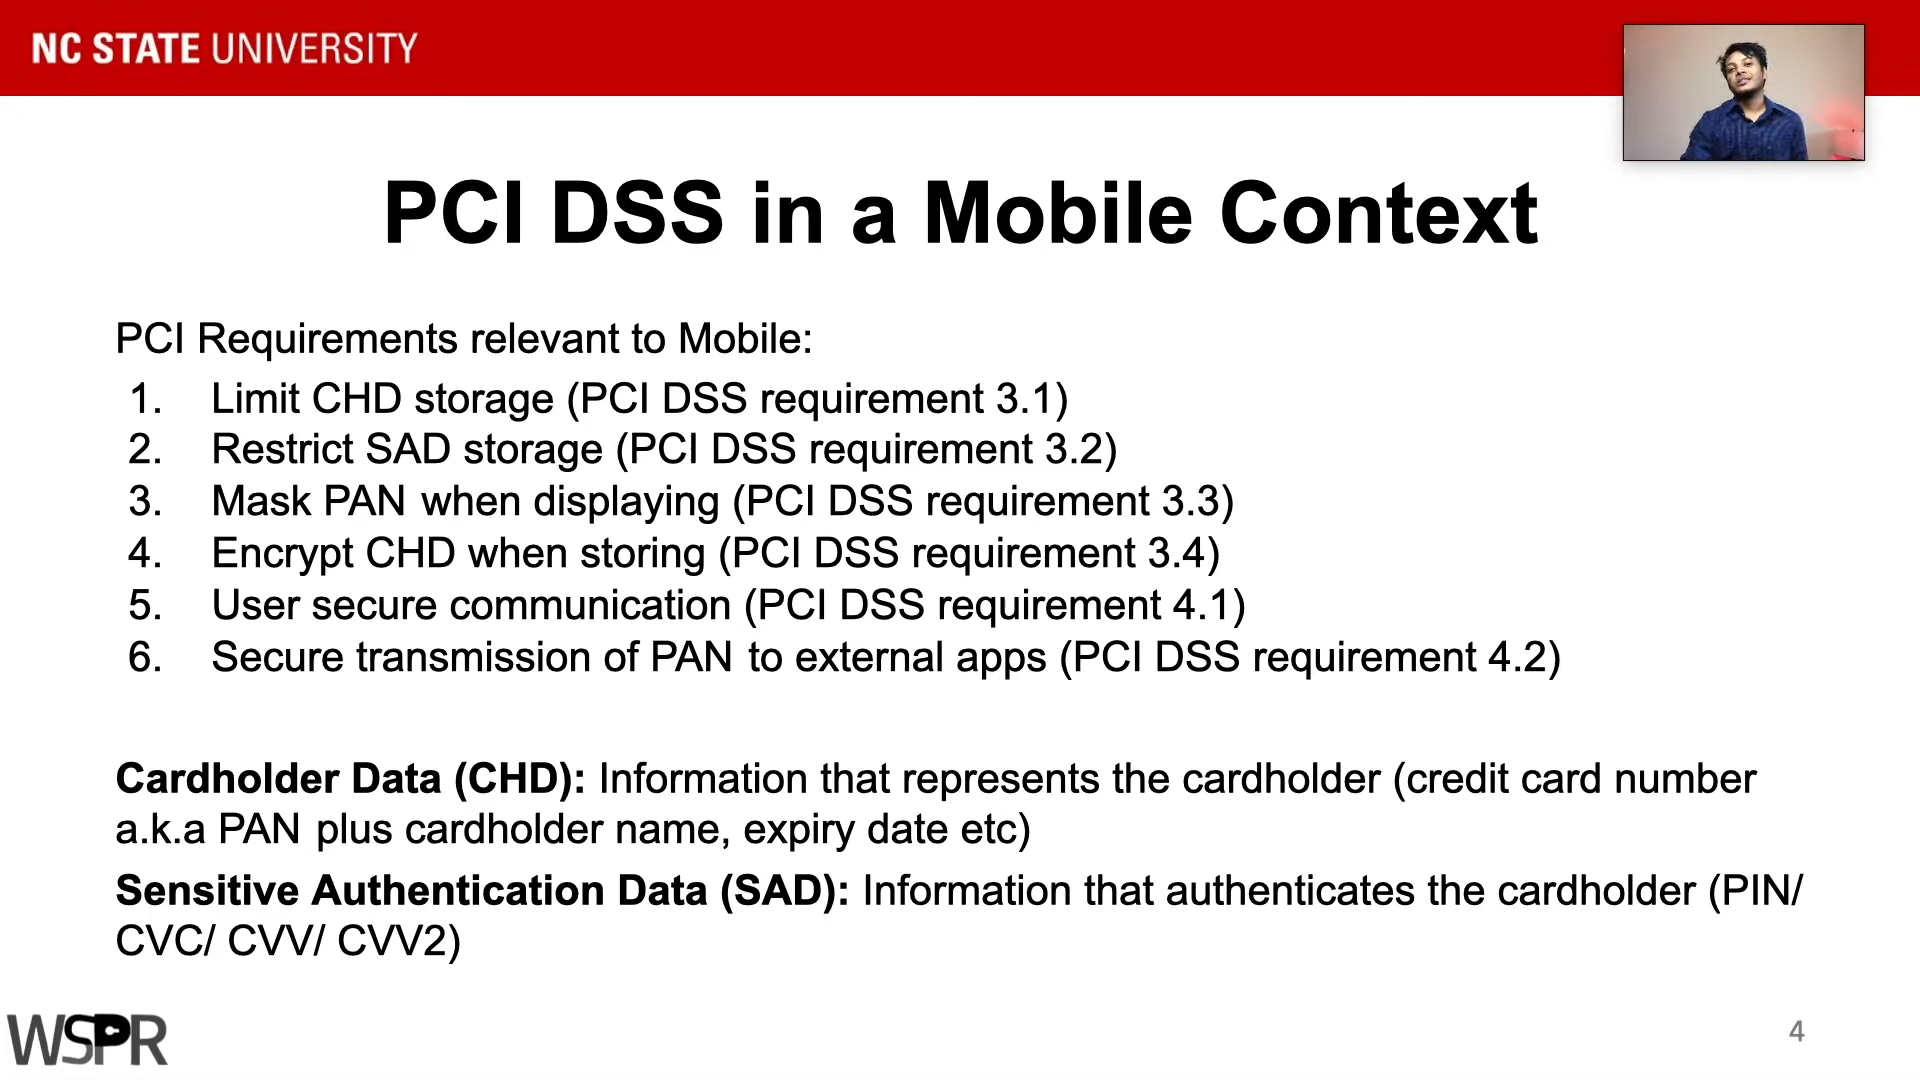 NC STATE UNIVERSITY
PCI DSS in a Mobile Context
PCI Requirements relevant to Mobile:
1. Limit CHD storage (PCI DSS requirement 3.1)
2. Restrict SAD storage (PCI DSS requirement 3.2)
3. Mask PAN when displaying (PCI DSS requirement 3.3)
4. Encrypt CHD when storing (PCI DSS requirement 3.4)
5. User secure communication (PCI DSS requirement 4.1)
6. Secure transmission of PAN to external apps (PCI DSS requirement 4.2)
Cardholder Data (CHD): Information that represents the cardholder (credit card number
a.k.a PAN plus cardholder name, expiry date etc)
Sensitive Authentication Data (SAD): Information that authenticates the cardholder (PIN/
CVC/ CVV/ CVV2)
WSPR
4